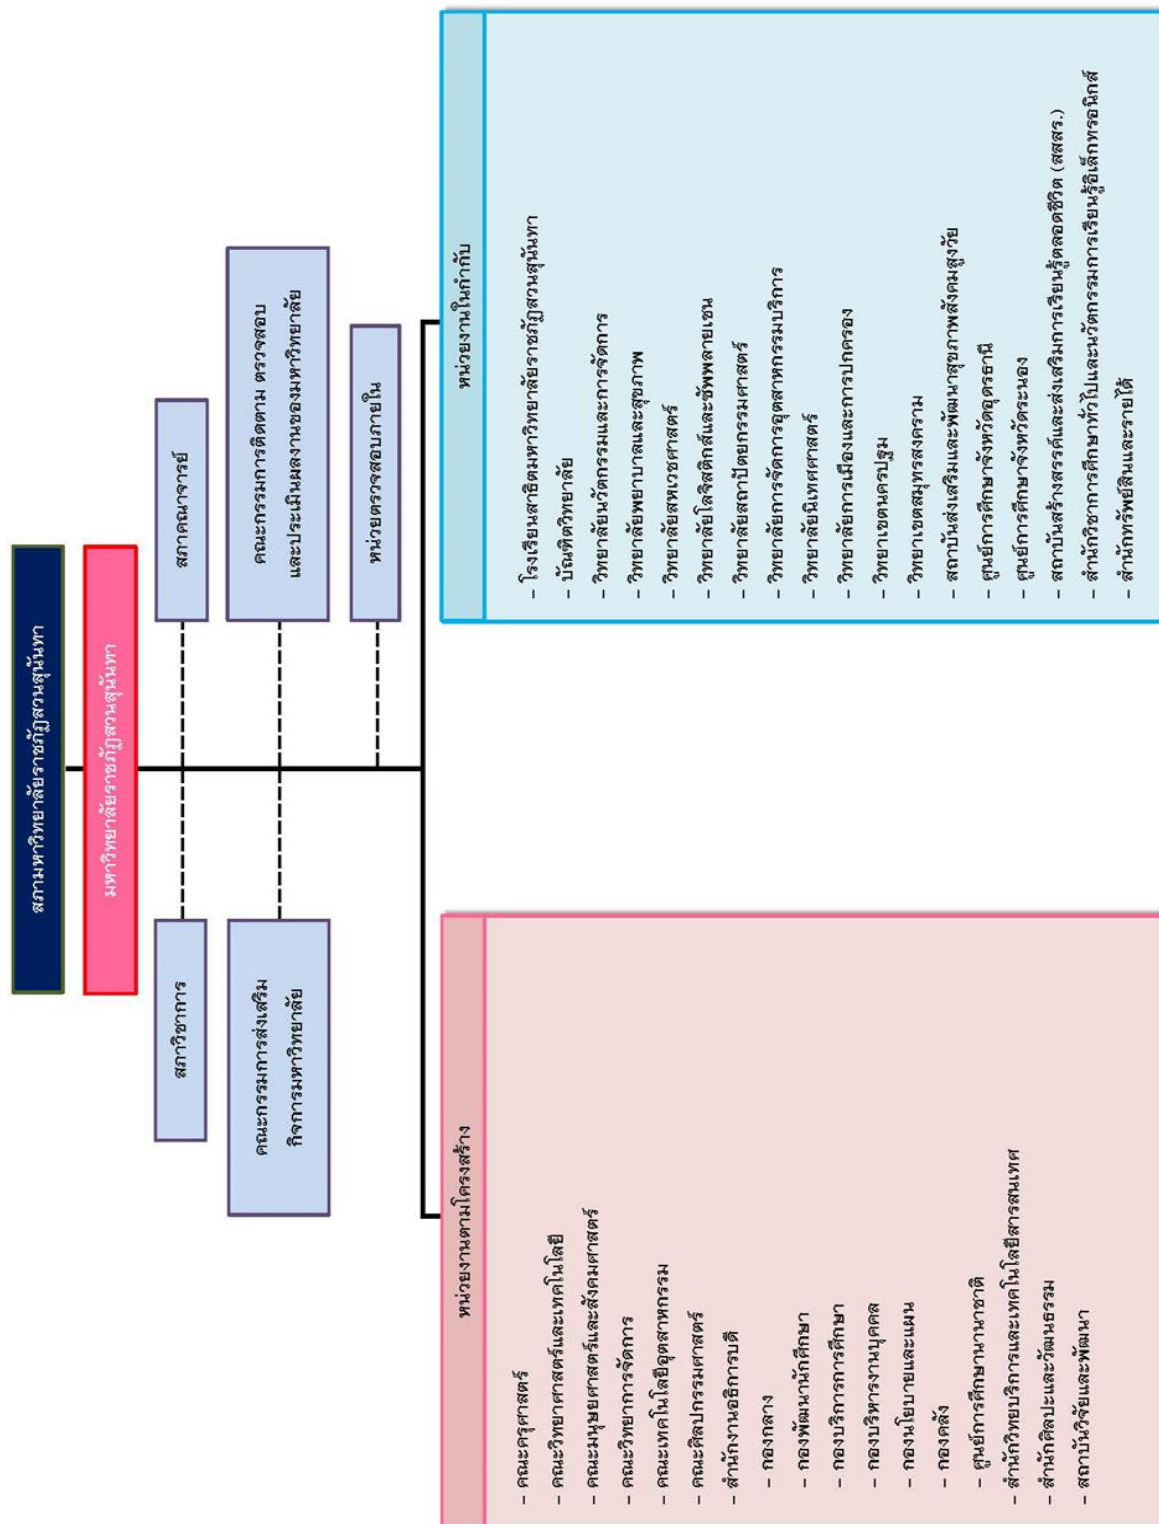 สภามหาวิทยาลัยราชภัฏสวนสุนันทา
มหาวิทยาลัยราชภัฏสวนสุนันทา
สภาวิชาการ
สภาคณาจารย์
คณะกรรมการส่งเสริม
กิจการมหาวิทยาลัย
คณะกรรมการติดตาม ตรวจสอบ
และประเมินผลงานของมหาวิทยาลัย
หน่วยตรวจสอบภายใน
หน่วยงานตามโครงสร้าง
- คณะครุศาสตร์
- คณะวิทยาศาสตร์และเทคโนโลยี
- คณะมนุษยศาสตร์และสังคมศาสตร์
- คณะวิทยาการจัดการ
- คณะเทคโนโลยีอุตสาหกรรม
- คณะศิลปกรรมศาสตร์
- สำนักงานอธิการบดี
- กองกลาง
- กองพัฒนานักศึกษา
- กองบริการการศึกษา
- กองบริหารงานบุคคล
- กองนโยบายและแผน
- กองคลัง
- ศูนย์การศึกษานานาชาติ
- สำนักวิทยบริการและเทคโนโลยีสารสนเทศ
- สำนักศิลปะและวัฒนธรรม
- สถาบันวิจัยและพัฒนา
หน่วยงานในกำกับ
- โรงเรียนสาธิตมหาวิทยาลัยราชภัฏสวนสุนันทา
- บัณฑิตวิทยาลัย
- วิทยาลัยนวัตกรรมและการจัดการ
- วิทยาลัยพยาบาลและสุขภาพ
- วิทยาลัยสหเวชศาสตร์
- วิทยาลัยโลจิสติกส์และซัพพลายเชน
- วิทยาลัยสถาปัตยกรรมศาสตร์
- วิทยาลัยการจัดการอุตสาหกรรมบริการ
- วิทยาลัยนิเทศศาสตร์
- วิทยาลัยการเมืองและการปกครอง
- วิทยาเขตนครปฐม
- วิทยาเขตสมุทรสงคราม
- สถาบันส่งเสริมและพัฒนาสุขภาพสังคมสูงวัย
- ศูนย์การศึกษาจังหวัดอุดรธานี
- ศูนย์การศึกษาจังหวัดระนอง
- สถาบันสร้างสรรค์และส่งเสริมการเรียนรู้ตลอดชีวิต (สสสร.)
- สำนักวิชาการศึกษาทั่วไปและนวัตกรรมการเรียนรู้อิเล็กทรอนิกส์
- สำนักทรัพย์สินและรายได้